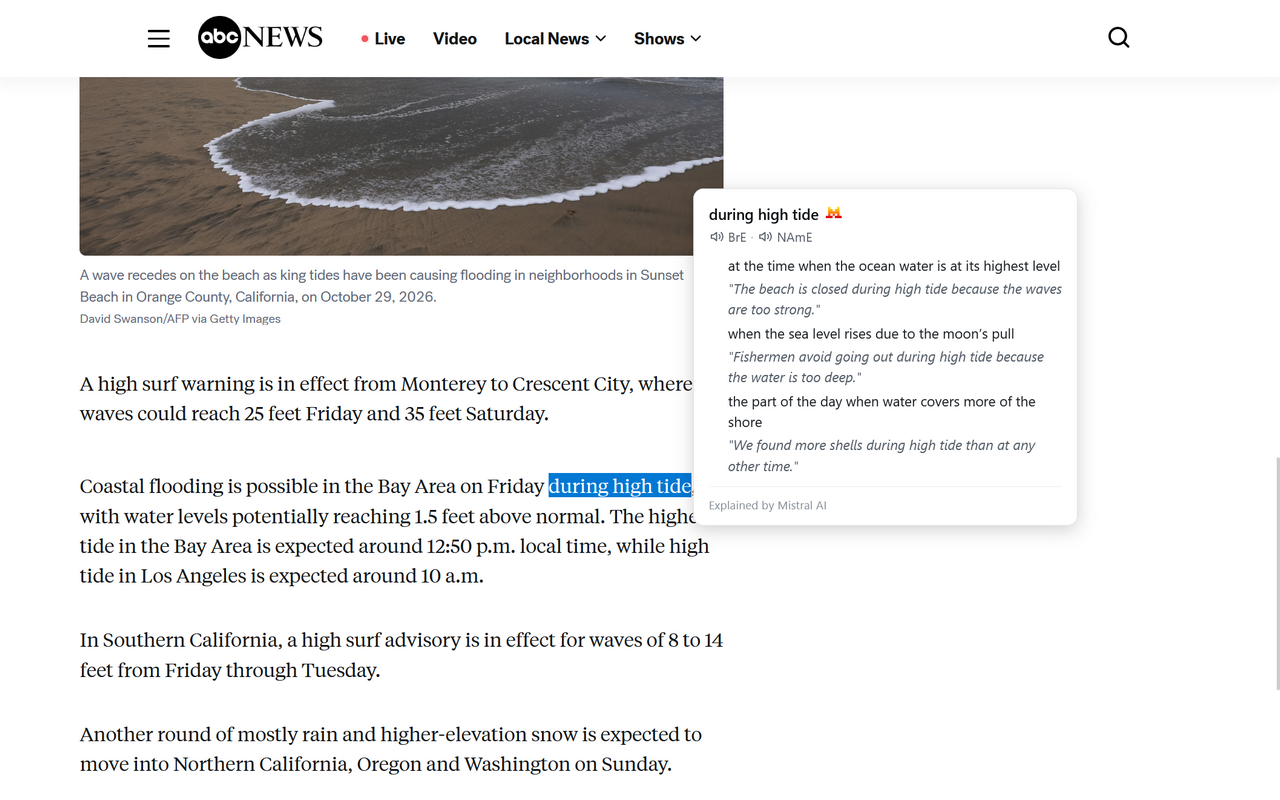 abc NEWS
Live
Video
Local News
Shows
A wave recedes on the beach as king tides have been causing flooding in neighborhoods in Sunset
Beach in Orange County, California, on October 29, 2026.
David Swanson/AFP via Getty Images
A high surf warning is in effect from Monterey to Crescent City, where
waves could reach 25 feet Friday and 35 feet Saturday.
Coastal flooding is possible in the Bay Area on Friday during high tide,
with water levels potentially reaching 1.5 feet above normal. The
tide in the Bay Area is expected around 12:50 p.m. local time, while high
tide in Los Angeles is expected around 10 a.m.
In Southern California, a high surf advisory is in effect for waves of 8 to 14
feet from Friday through Tuesday.
Another round of mostly rain and higher-elevation snow is expected to
move into Northern California, Oregon and Washington on Sunday.
during high tide
BrE · NAmE
at the time when the ocean water is at its highest level
"The beach is closed during high tide because the waves
are too strong."
when the sea level rises due to the moon's pull
"Fishermen avoid going out during high tide because
the water is too deep."
the part of the day when water covers more of the
shore
"We found more shells during high tide than at any
other time."
Explained by Mistral AI